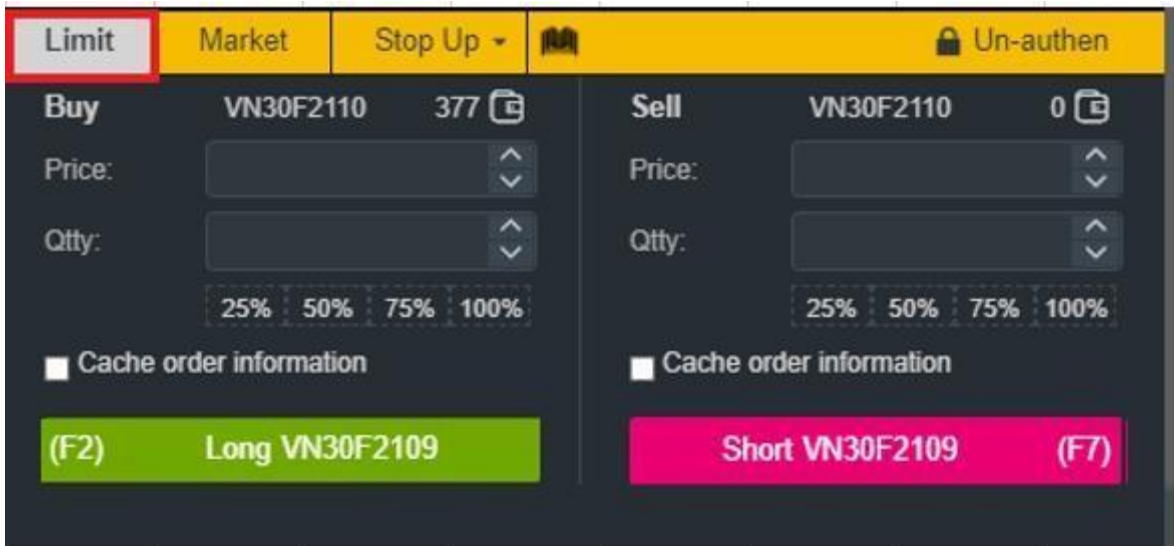 Limit Market Stop Up Un-authen
Buy VN30F2110 377 Sell VN30F2110 0
Price: Price:
Qtty: Qtty:
25% 50% 75% 100% 25% 50% 75% 100%
Cache order information Cache order information
(F2) Long VN30F2109 Short VN30F2109 (F7)